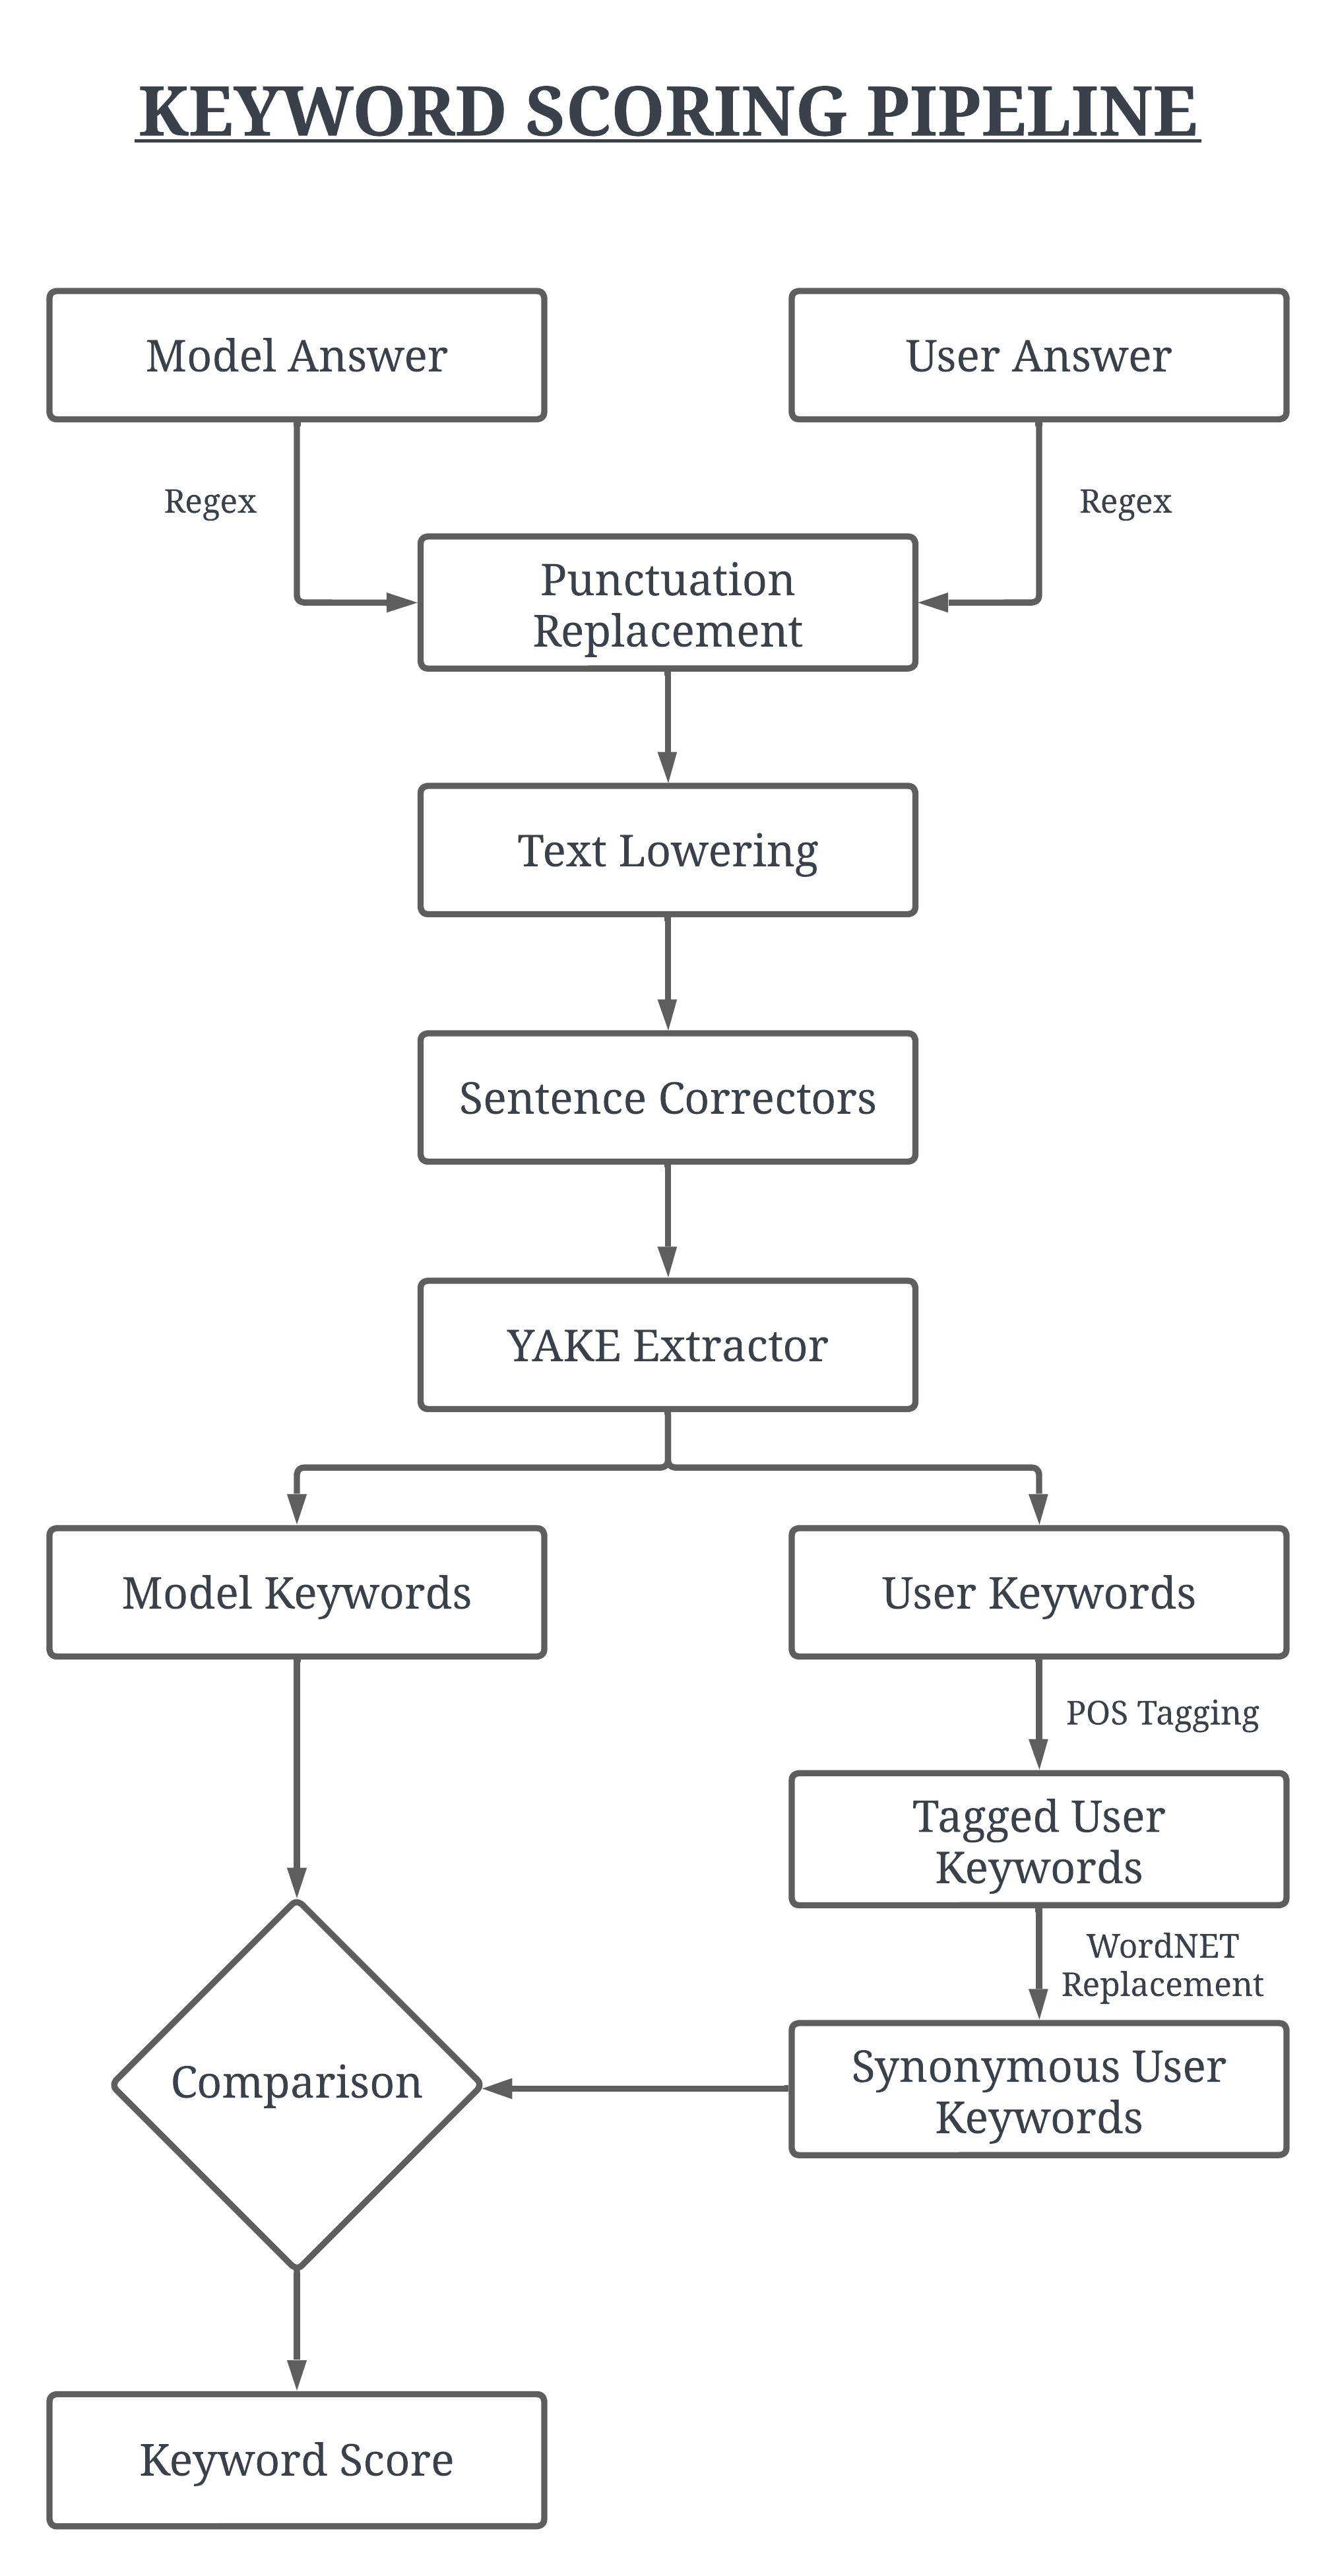 KEYWORD SCORING PIPELINE
Model Answer
User Answer
Regex
Regex
Punctuation
Replacement
Text Lowering
Sentence Correctors
YAKE Extractor
Model Keywords
User Keywords
POS Tagging
Tagged User
Keywords
WordNET
Replacement
Synonymous User
Keywords
Comparison
Keyword Score